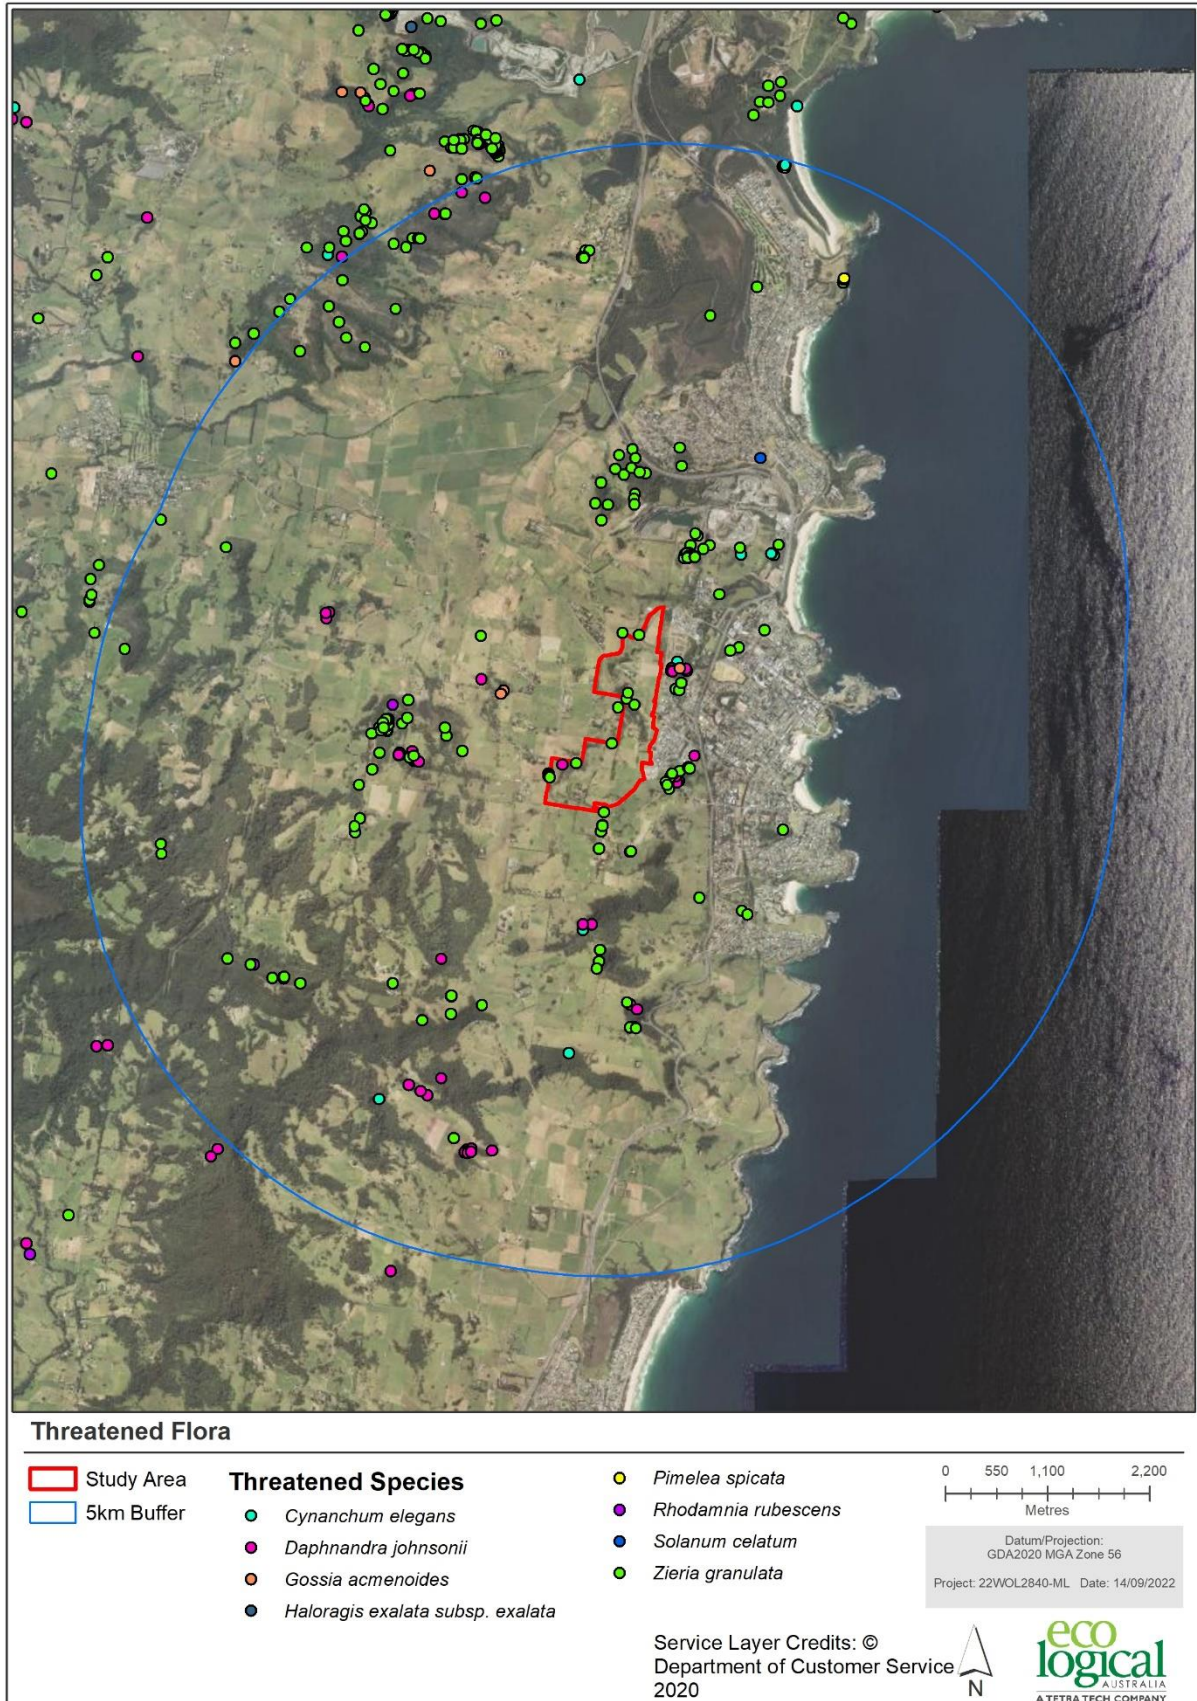 Threatened Flora
Study Area
5km Buffer
Threatened Species
Cynanchum elegans
Daphnandra johnsonii
Gossia acmenoides
Haloragis exalata subsp. exalata
Pimelea spicata
Rhodamnia rubescens
Solanum celatum
Zieria granulata
0 550 1,100 2,200
Metres
Datum/Projection:
GDA2020 MGA Zone 56
Project: 22WOL2840-ML Date: 14/09/2022
Service Layer Credits: ©
Department of Customer Service
2020
N
eco
logical
AUSTRALIA
A TETRA TECH COMPANY